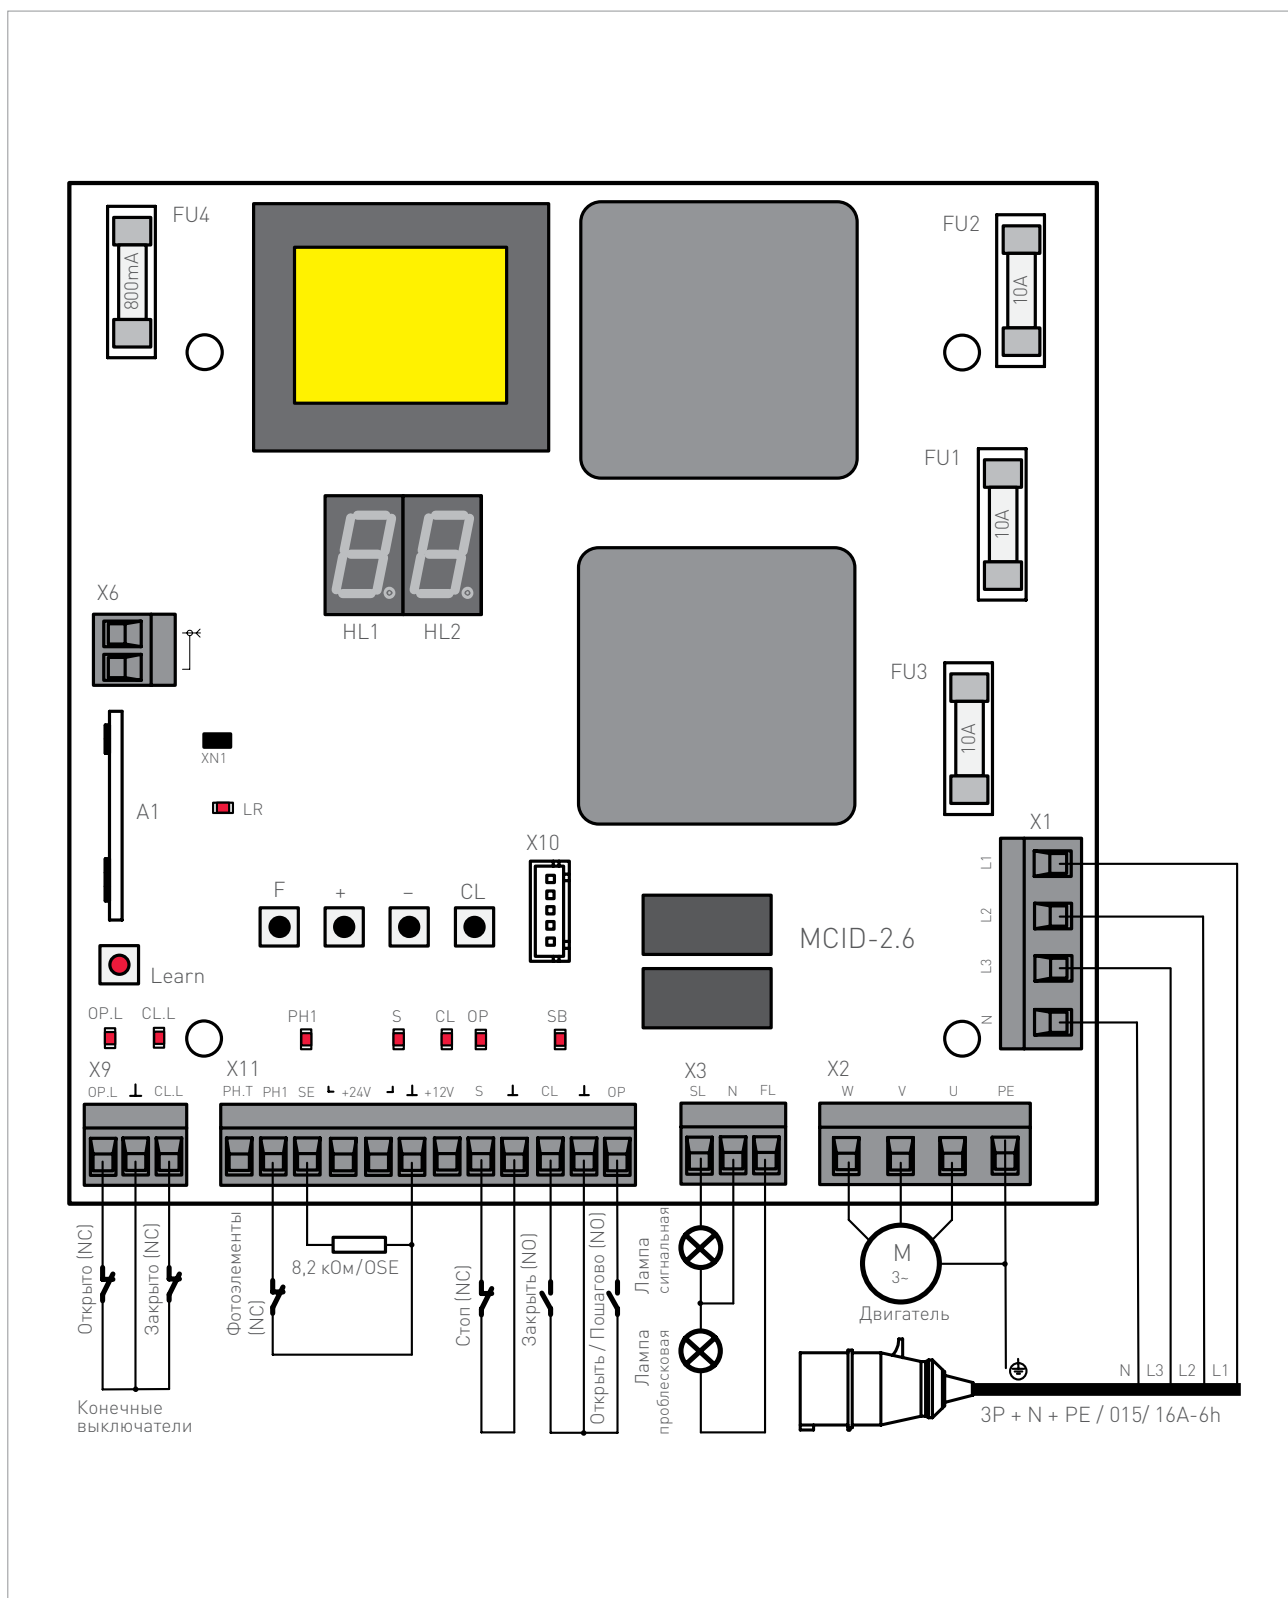 FU4
800mA
FU2
10A
FU1
10A
X6
HL1 HL2
FU3
10A
XN1
A1
LR
X1
X10
L1
F + – CL
L2
MCID-2.6
L3
Learn
N
OP.L CL.L
PH1 S CL OP SB
X9 X11 X3 X2
OP.L ⊥ CL.L
PH.T PH1 SE +24V ⊥ +12V S ⊥ CL ⊥ OP
SL N FL
W V U PE
Открыто (NC)
Закрыто (NC)
Конечные
выключатели
Фотоэлементы
(NC)
8,2 кОм/OSE
Стоп (NC)
Закрыть (NO)
Открыть / Пошагово (NO)
Лампа
сигнальная
Лампа
проблесковая
M
3~
Двигатель
N L3 L2 L1
3P + N + PE / 015/ 16A-6h